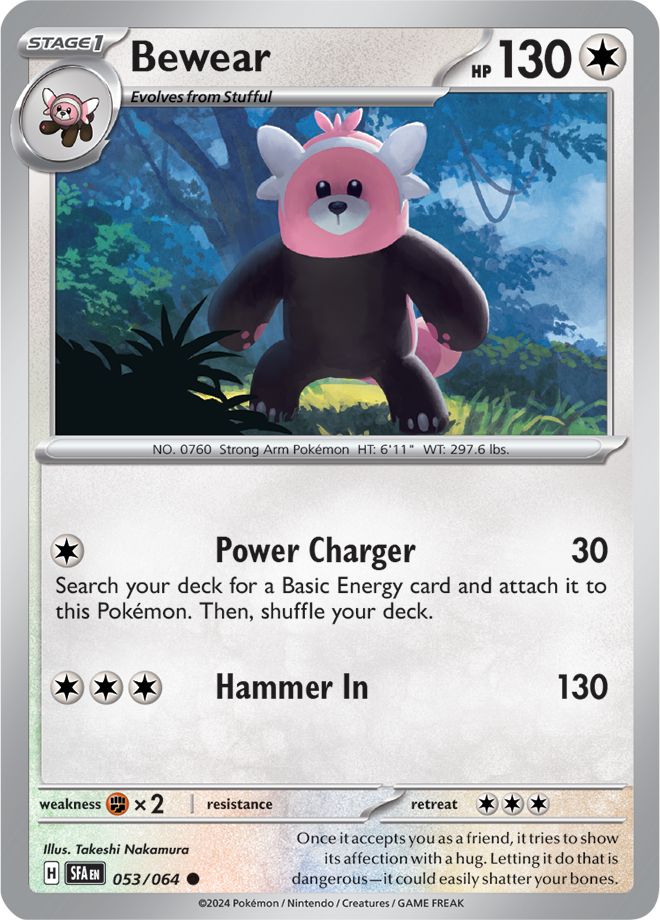 STAGE1
Bewear
HP 130
Evolves from Stufful
NO. 0760 Strong Arm Pokémon HT: 6'11" WT: 297.6 lbs.
Power Charger 30
Search your deck for a Basic Energy card and attach it to
this Pokémon. Then, shuffle your deck.
Hammer In 130
weakness ×2 resistance retreat
Illus. Takeshi Nakamura
H SFA EN 053/064
Once it accepts you as a friend, it tries to show
its affection with a hug. Letting it do that is
dangerous—it could easily shatter your bones.
©2024 Pokémon / Nintendo / Creatures / GAME FREAK